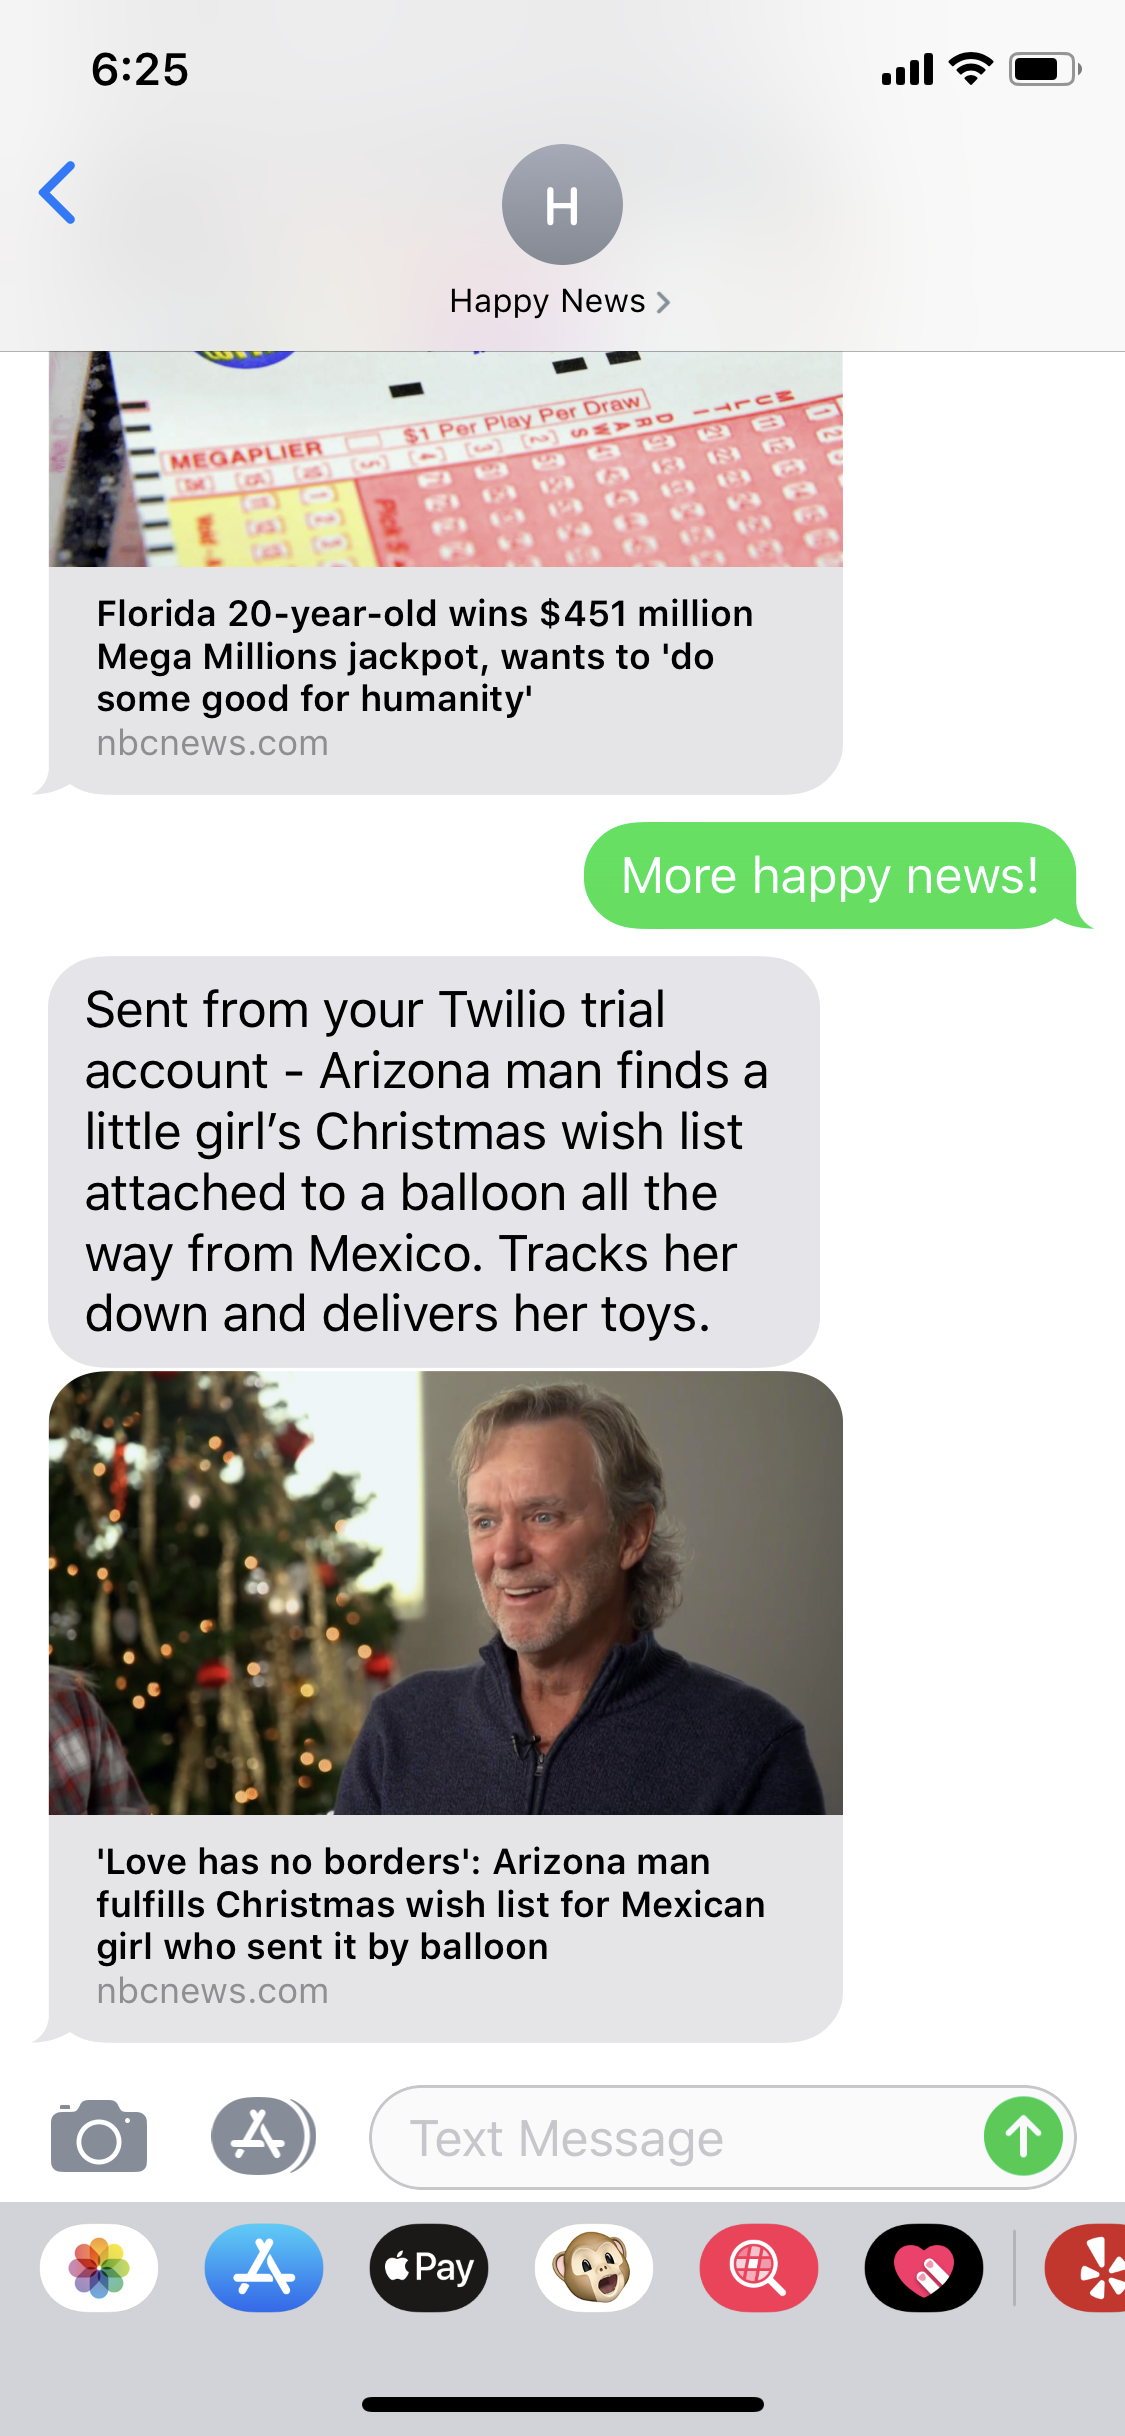 6:25
H
Happy News
MEGAPLIER
$1 Per Play Per Draw
Florida 20-year-old wins $451 million
Mega Millions jackpot, wants to 'do
some good for humanity'
nbcnews.com
More happy news!
Sent from your Twilio trial
account - Arizona man finds a
little girl’s Christmas wish list
attached to a balloon all the
way from Mexico. Tracks her
down and delivers her toys.
'Love has no borders': Arizona man
fulfills Christmas wish list for Mexican
girl who sent it by balloon
nbcnews.com
Text Message
Pay